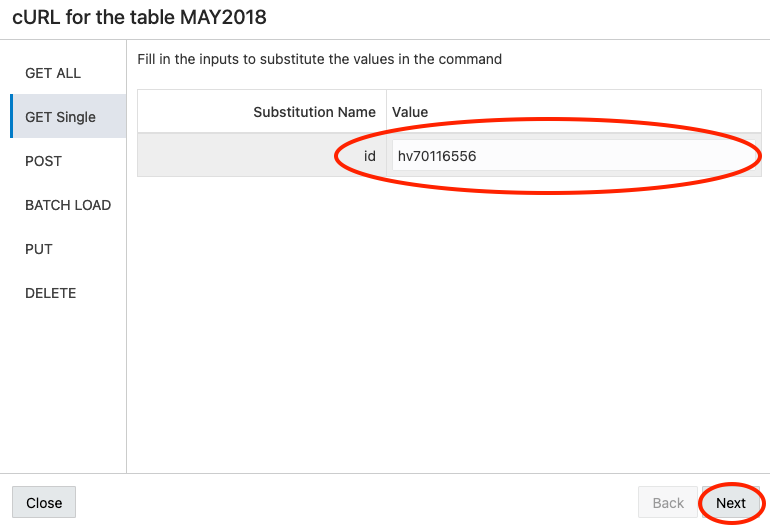 cURL for the table MAY2018
GET ALL
GET Single
POST
BATCH LOAD
PUT
DELETE
Fill in the inputs to substitute the values in the command
Substitution Name Value
id hv70116556
Close Back Next